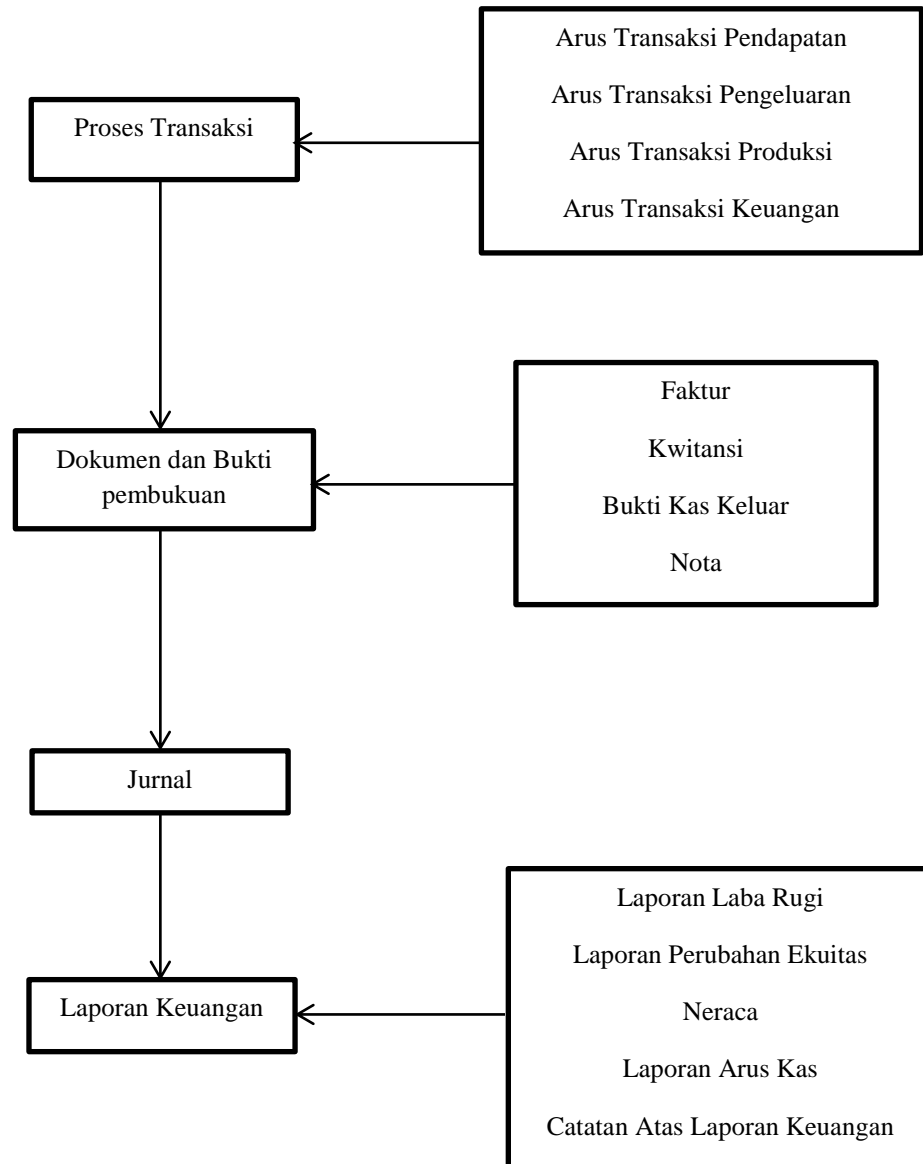 Arus Transaksi Pendapatan
Arus Transaksi Pengeluaran
Arus Transaksi Produksi
Arus Transaksi Keuangan
Proses Transaksi
Faktur
Kwitansi
Bukti Kas Keluar
Nota
Dokumen dan Bukti
pembukuan
Jurnal
Laporan Laba Rugi
Laporan Perubahan Ekuitas
Neraca
Laporan Arus Kas
Catatan Atas Laporan Keuangan
Laporan Keuangan